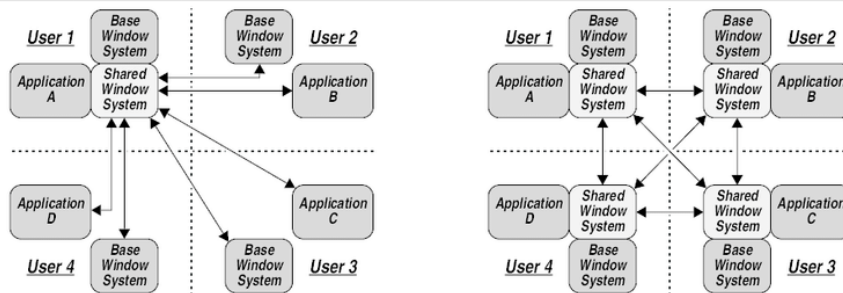 User 1
Base
Window
System
Base
Window
System
User 2
Application
A
Shared
Window
System
Application
B
Application
D
Application
C
User 4
Base
Window
System
Base
Window
System
User 3
User 1
Base
Window
System
Base
Window
System
User 2
Application
A
Shared
Window
System
Shared
Window
System
Application
B
Application
D
Shared
Window
System
Shared
Window
System
Application
C
User 4
Base
Window
System
Base
Window
System
User 3